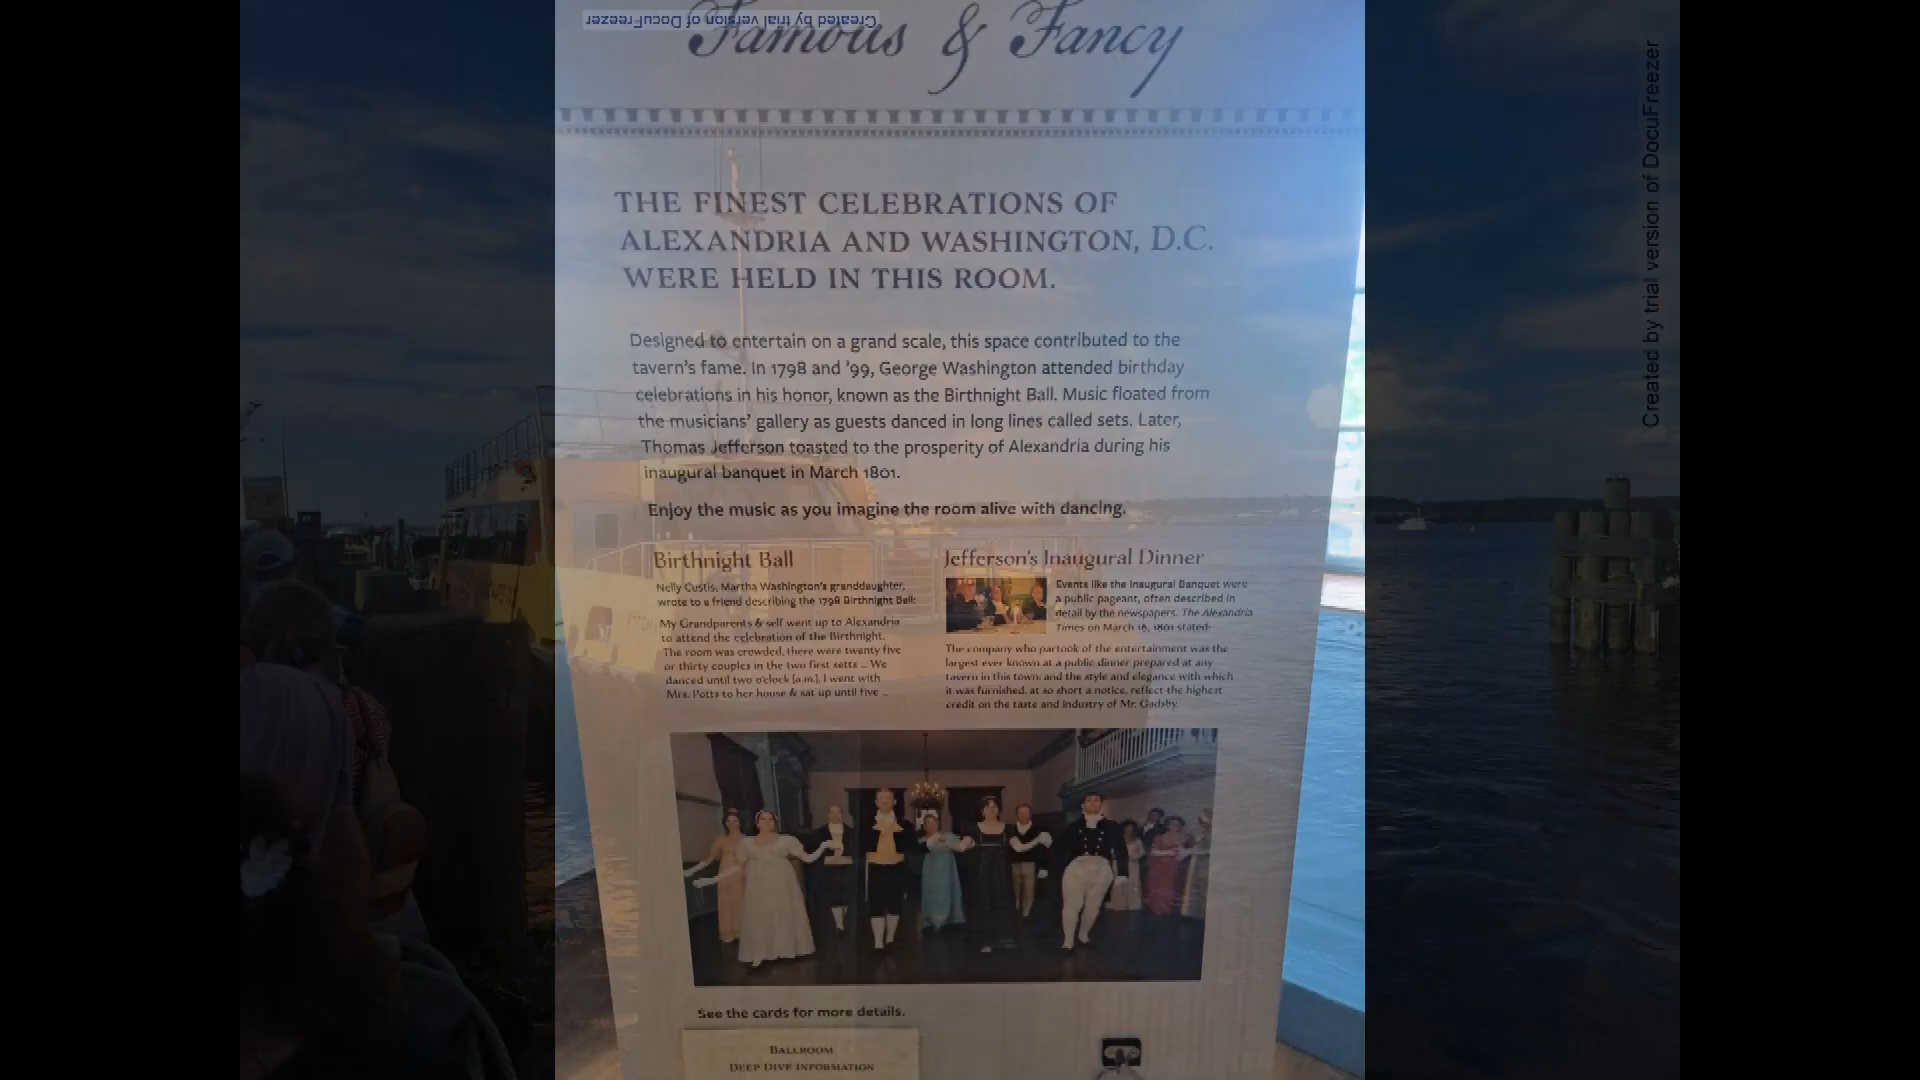 Created by trial version of DocuFreezer
Famous & Fancy
THE FINEST CELEBRATIONS OF
ALEXANDRIA AND WASHINGTON, D.C.
WERE HELD IN THIS ROOM.
Designed to entertain on a grand scale, this space contributed to the
tavern's fame. In 1798 and '99, George Washington attended birthday
celebrations in his honor, known as the Birthnight Ball. Music floated from
the musicians' gallery as guests danced in long lines called sets. Later,
Thomas Jefferson toasted to the prosperity of Alexandria during his
inaugural banquet in March 1801.
Enjoy the music as you imagine the room alive with dancing.
Birthnight Ball
Nelly Custis, Martha Washington's granddaughter,
wrote to a friend describing the 1798 Birthnight Ball:
My Grandparents & self went up to Alexandria
to attend the celebration of the Birthnight.
The room was crowded, there were twenty five
or thirty couples in the two first setts ... We
danced until two o'clock [a.m.], I went with
Mrs. Potts to her house & sat up until five ...
Jefferson's Inaugural Dinner
Events like the Inaugural Banquet were
a public pageant, often described in
detail by the newspapers. The Alexandria
Times on March 16, 1801 stated:
The company who partook of the entertainment was the
largest ever known at a public dinner prepared at any
tavern in this town: and the style and elegance with which
it was furnished, at so short a notice, reflect the highest
credit on the taste and industry of Mr. Gadsby.
See the cards for more details.
BALLROOM
DEEP DIVE INFORMATION
Created by trial version of DocuFreezer